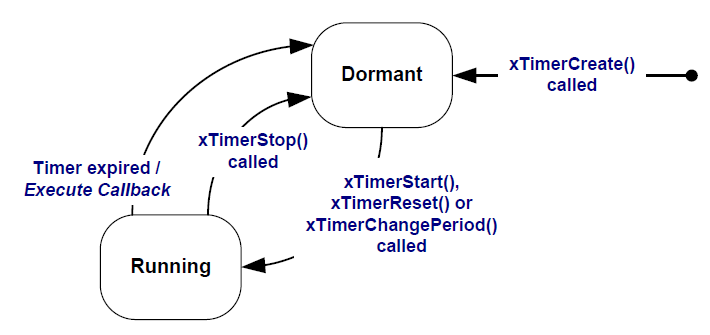 Dormant
xTimerCreate()
called
xTimerStop()
called
Timer expired /
Execute Callback
xTimerStart(),
xTimerReset() or
xTimerChangePeriod()
called
Running